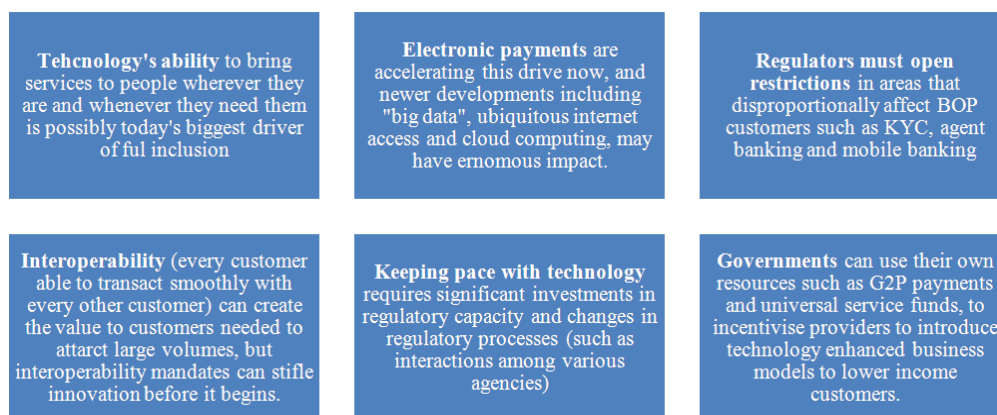 Tehcnology's ability to bring
services to people wherever they
are and whenever they need them
is possibly today's biggest driver
of ful inclusion
Electronic payments are
accelerating this drive now, and
newer developments including
"big data", ubiquitous internet
access and cloud computing, may
have ernomous impact.
Regulators must open
restrictions in areas that
disproportionally affect BOP
customers such as KYC, agent
banking and mobile banking
Interoperability (every customer
able to transact smoothly with
every other customer) can create
the value to customers needed to
attarct large volumes, but
interoperability mandates can stifle
innovation before it begins.
Keeping pace with technology
requires significant investments in
regulatory capacity and changes in
regulatory processes (such as
interactions among various
agencies)
Governments can use their own
resources such as G2P payments
and universal service funds, to
incentivise providers to introduce
technology enhanced business
models to lower income
customers.